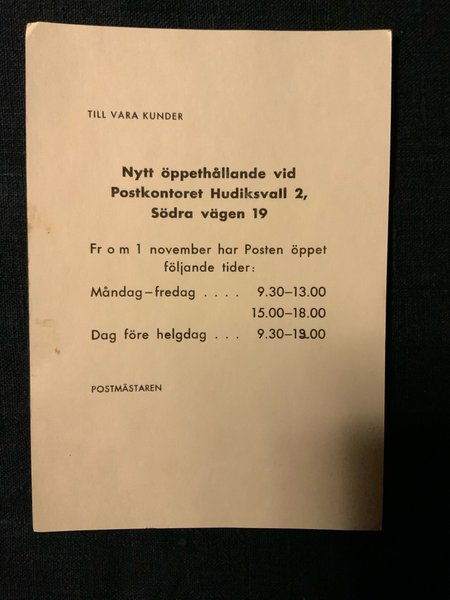 TILL VÅRA KUNDER
Nytt öppethållande vid
Postkontoret Hudiksvall 2,
Södra vägen 19
Fr o m 1 november har Posten öppet
följande tider:
Måndag–fredag . . . . 9.30–13.00
15.00–18.00
Dag före helgdag . . . 9.30–13.00
POSTMÄSTAREN